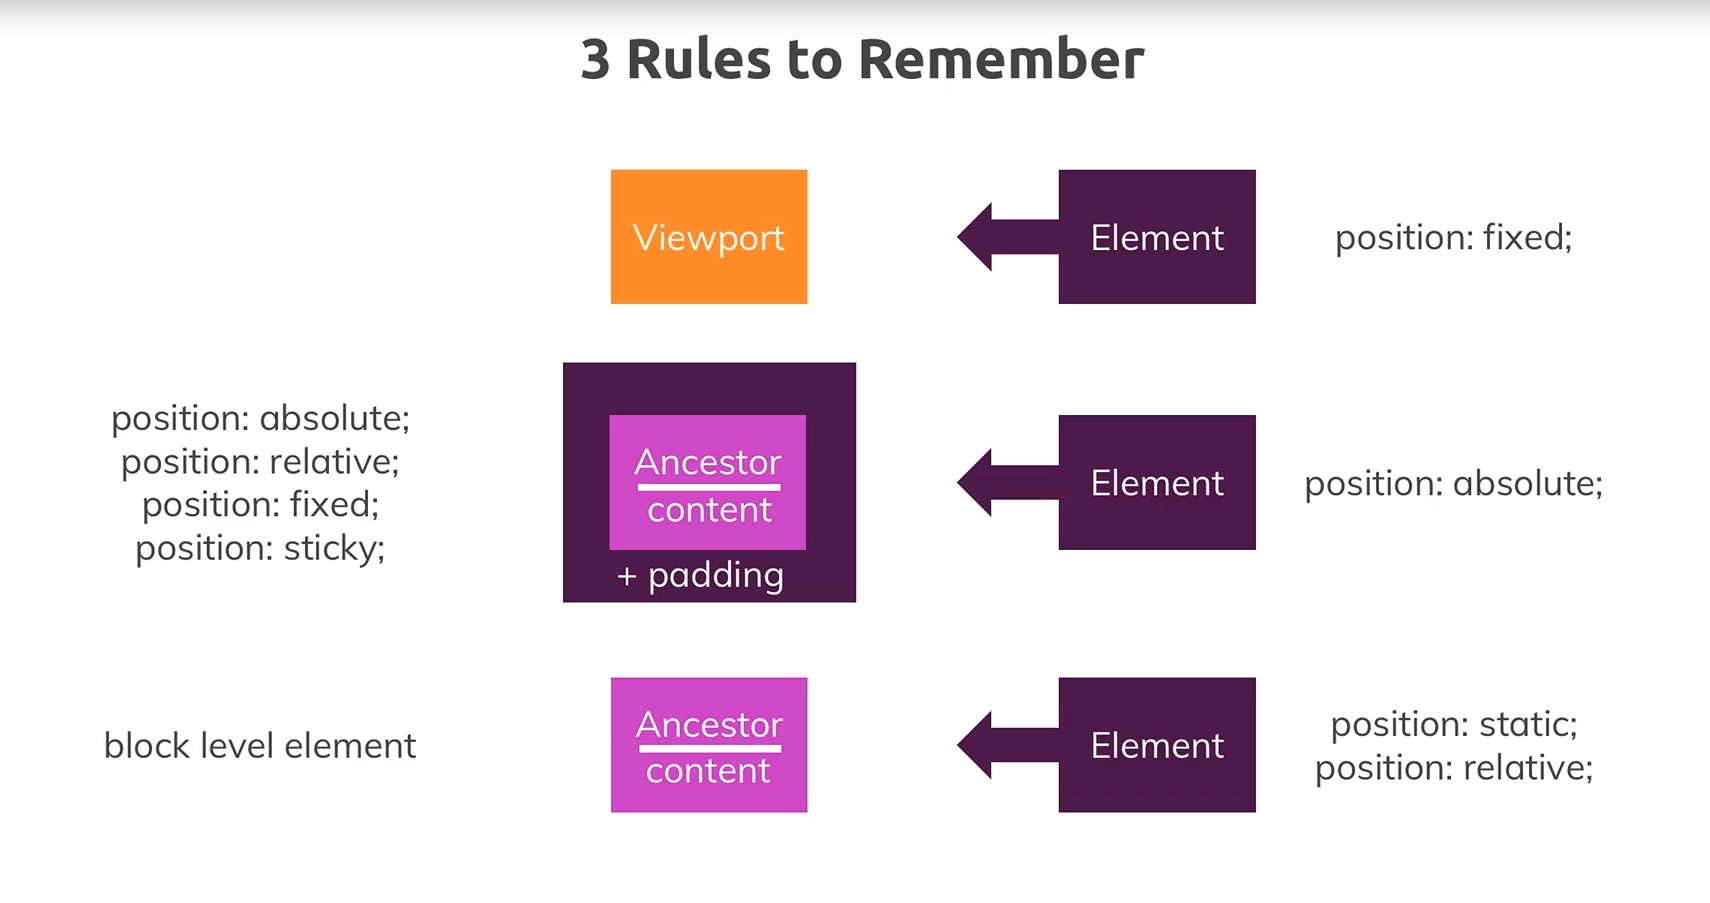 3 Rules to Remember
Viewport
Element
position: fixed;
position: absolute;
position: relative;
position: fixed;
position: sticky;
Ancestor
content
+ padding
Element
position: absolute;
block level element
Ancestor
content
Element
position: static;
position: relative;